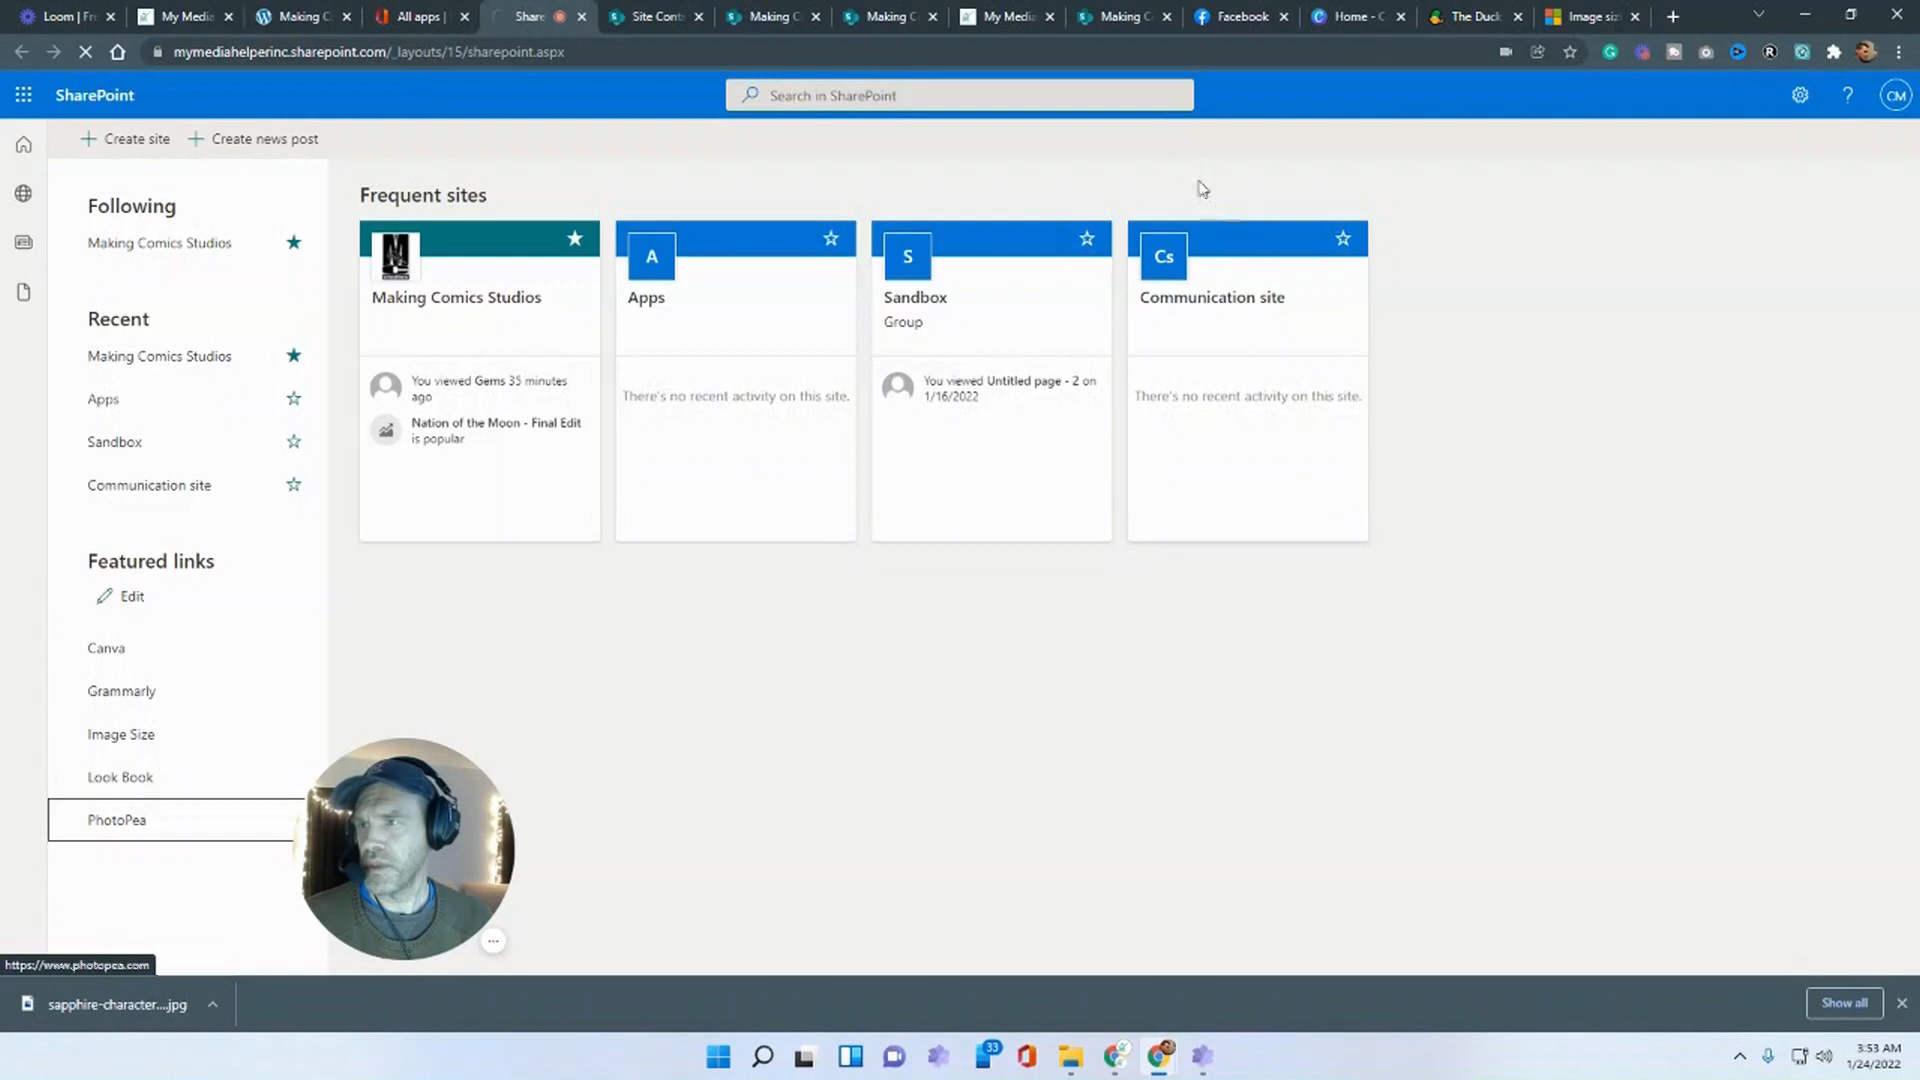 Loom | Fr
My Media
Making C
All apps |
Share
Site Cont
Making C
Making C
My Media
Making C
Facebook
Home - C
The Duck
Image siz
mymediahelperinc.sharepoint.com/_layouts/15/sharepoint.aspx
SharePoint
Search in SharePoint
?
CM
+ Create site
+ Create news post
Following
Making Comics Studios
Recent
Making Comics Studios
Apps
Sandbox
Communication site
Featured links
Edit
Canva
Grammarly
Image Size
Look Book
PhotoPea
Frequent sites
Making Comics Studios
You viewed Gems 35 minutes
ago
Nation of the Moon - Final Edit
is popular
A
Apps
There's no recent activity on this site.
S
Sandbox
Group
You viewed Untitled page - 2 on
1/16/2022
Cs
Communication site
There's no recent activity on this site.
https://www.photopea.com
sapphire-character....jpg
Show all
33
3:53 AM
1/24/2022